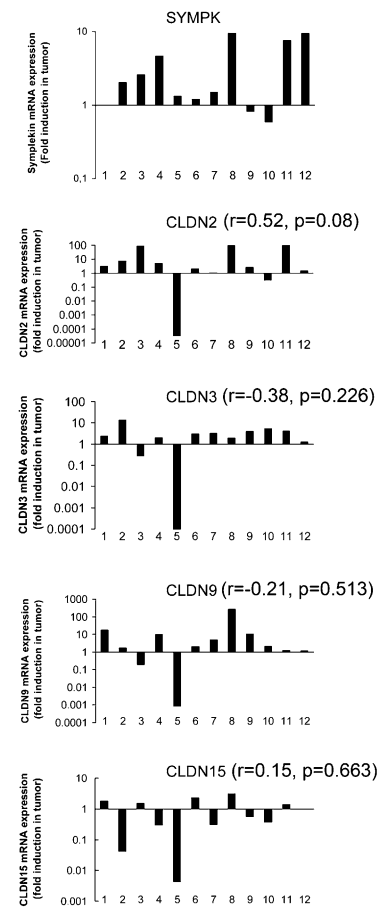 SYMPK
Symplekin mRNA expression
(Fold induction in tumor)
10
1
0,1
1 2 3 4 5 6 7 8 9 10 11 12
CLDN2 (r=0.52, p=0.08)
CLDN2 mRNA expression
(fold induction in tumor)
100
10
1
0.1
0.01
0.001
0.0001
0.00001
1 2 3 4 5 6 7 8 9 10 11 12
CLDN3 (r=-0.38, p=0.226)
CLDN3 mRNA expression
(fold induction in tumor)
100
10
1
0.1
0.01
0.001
0.0001
1 2 3 4 5 6 7 8 9 10 11 12
CLDN9 (r=-0.21, p=0.513)
CLDN9 mRNA expression
(fold induction in tumor)
1000
100
10
1
0.1
0.01
0.001
0.0001
1 2 3 4 5 6 7 8 9 10 11 12
CLDN15 (r=0.15, p=0.663)
CLDN15 mRNA expression
(fold induction in tumor)
10
1
0.1
0.01
0.001
1 2 3 4 5 6 7 8 9 10 11 12